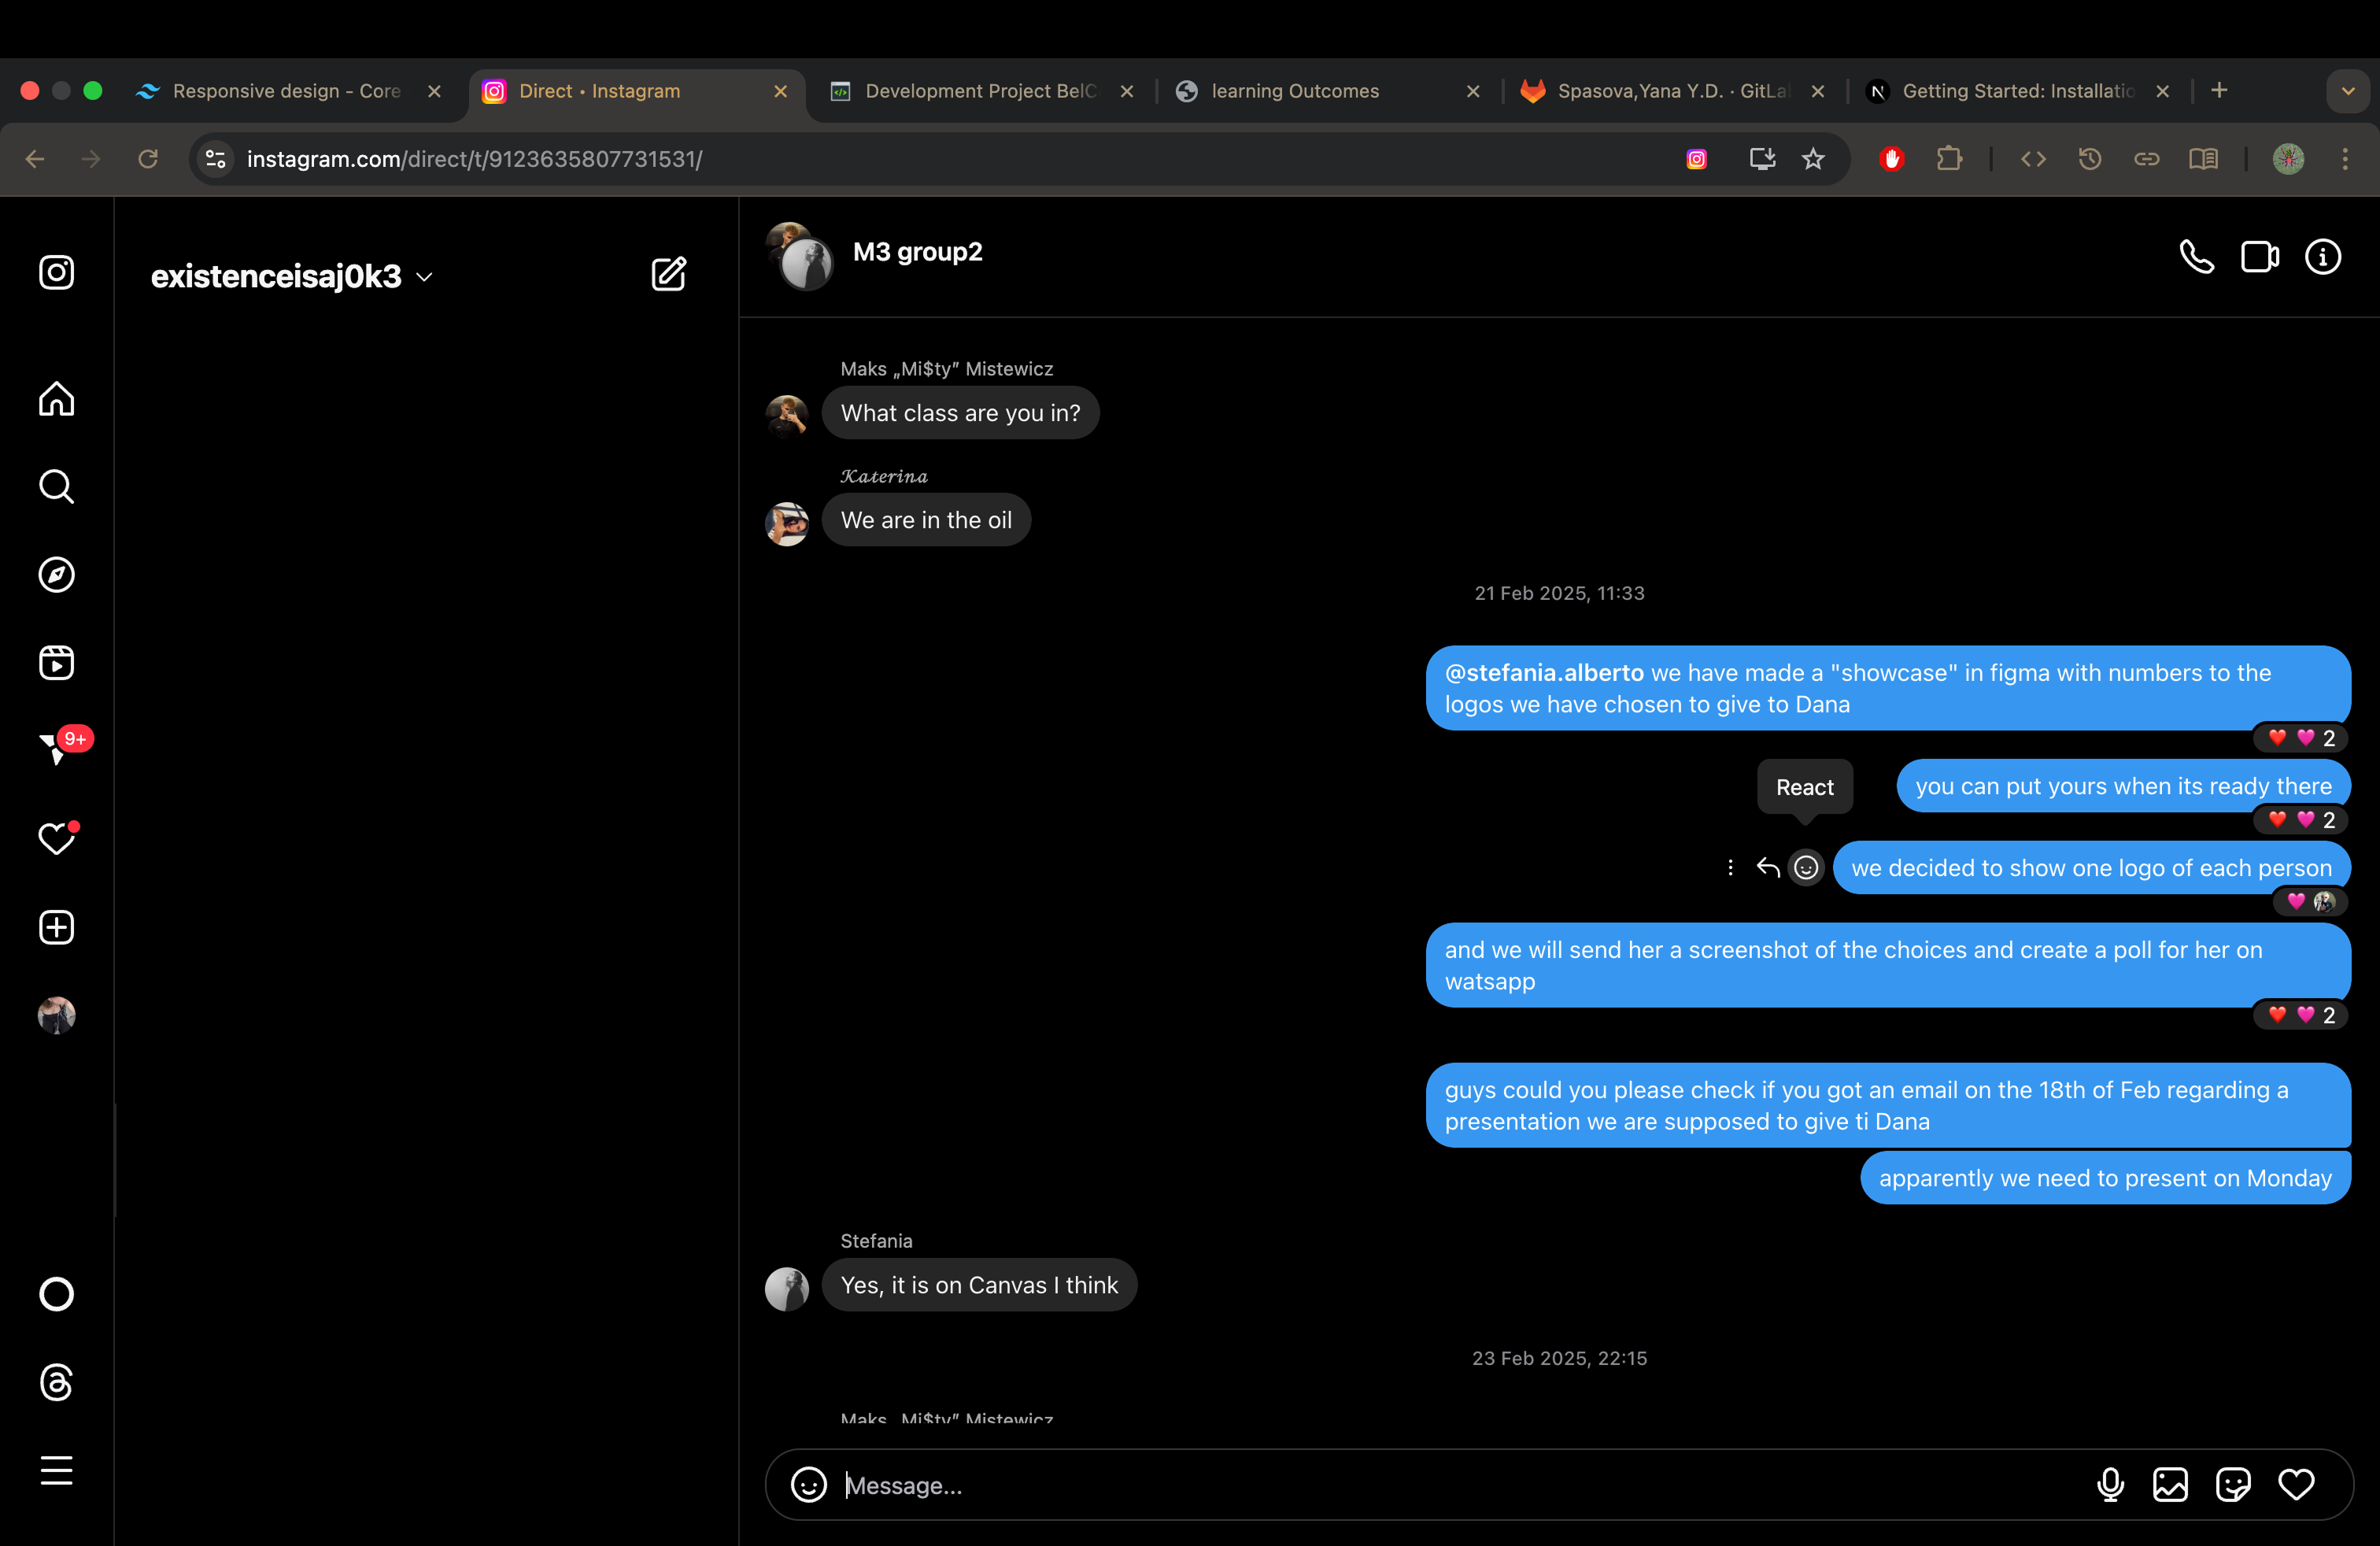 Responsive design - Core
Direct • Instagram
Development Project BelC
learning Outcomes
Spasova,Yana Y.D. · GitLa
Getting Started: Installatio
instagram.com/direct/t/9123635807731531/
existenceisaj0k3
M3 group2
Maks „Mi$ty” Mistewicz
What class are you in?
𝒦𝒶𝓉𝑒𝓇𝒾𝓃𝒶
We are in the oil
21 Feb 2025, 11:33
@stefania.alberto we have made a "showcase" in figma with numbers to the
logos we have chosen to give to Dana
2
you can put yours when its ready there
2
React
we decided to show one logo of each person
and we will send her a screenshot of the choices and create a poll for her on
watsapp
2
guys could you please check if you got an email on the 18th of Feb regarding a
presentation we are supposed to give ti Dana
apparently we need to present on Monday
Stefania
Yes, it is on Canvas I think
23 Feb 2025, 22:15
Maks „Mi$ty” Mistewicz
Message...
9+